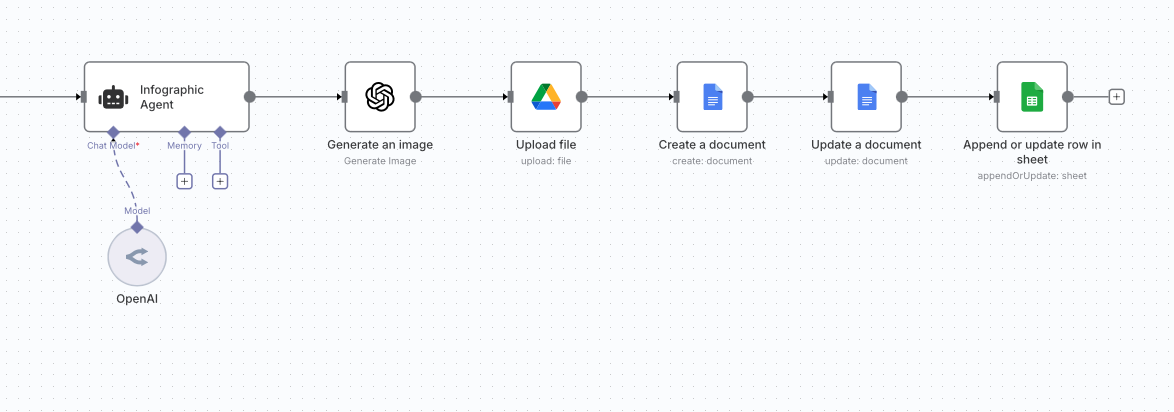 Infographic
Agent
Chat Model*
Memory
Tool
Model
OpenAI
Generate an image
Generate Image
Upload file
upload: file
Create a document
create: document
Update a document
update: document
Append or update row in
sheet
appendOrUpdate: sheet